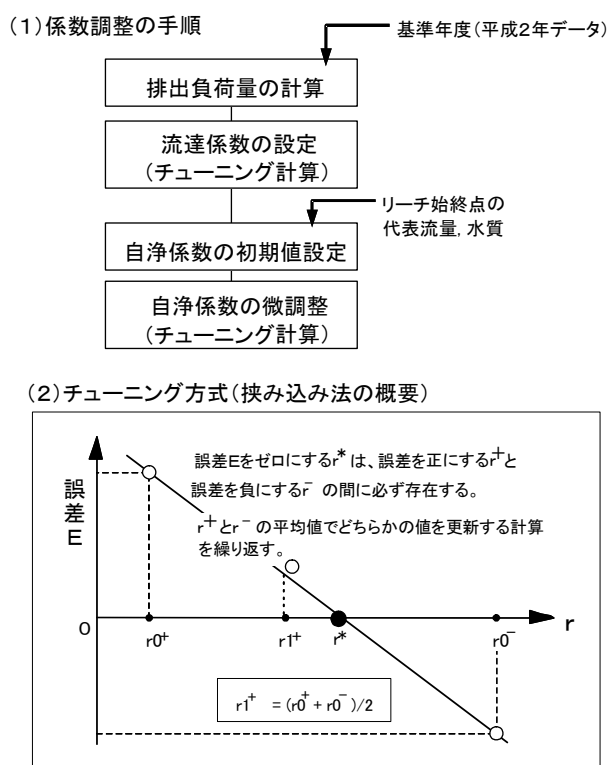 (1)係数調整の手順
基準年度(平成2年データ)
排出負荷量の計算
流達係数の設定
(チューニング計算)
リーチ始終点の
代表流量, 水質
自浄係数の初期値設定
自浄係数の微調整
(チューニング計算)
(2)チューニング方式(挟み込み法の概要)
誤差Eをゼロにするr*は、誤差を正にするr+と
誤差を負にするr- の間に必ず存在する。
r+とr- の平均値でどちらかの値を更新する計算
を繰り返す。
誤差E
O
r0+
r1+
r*
r0-
r
r1+ = (r0+ + r0-)/2